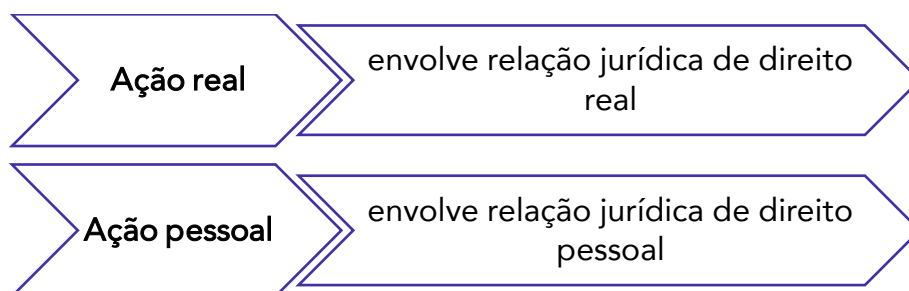 Ação real
envolve relação jurídica de direito
real
Ação pessoal
envolve relação jurídica de direito
pessoal